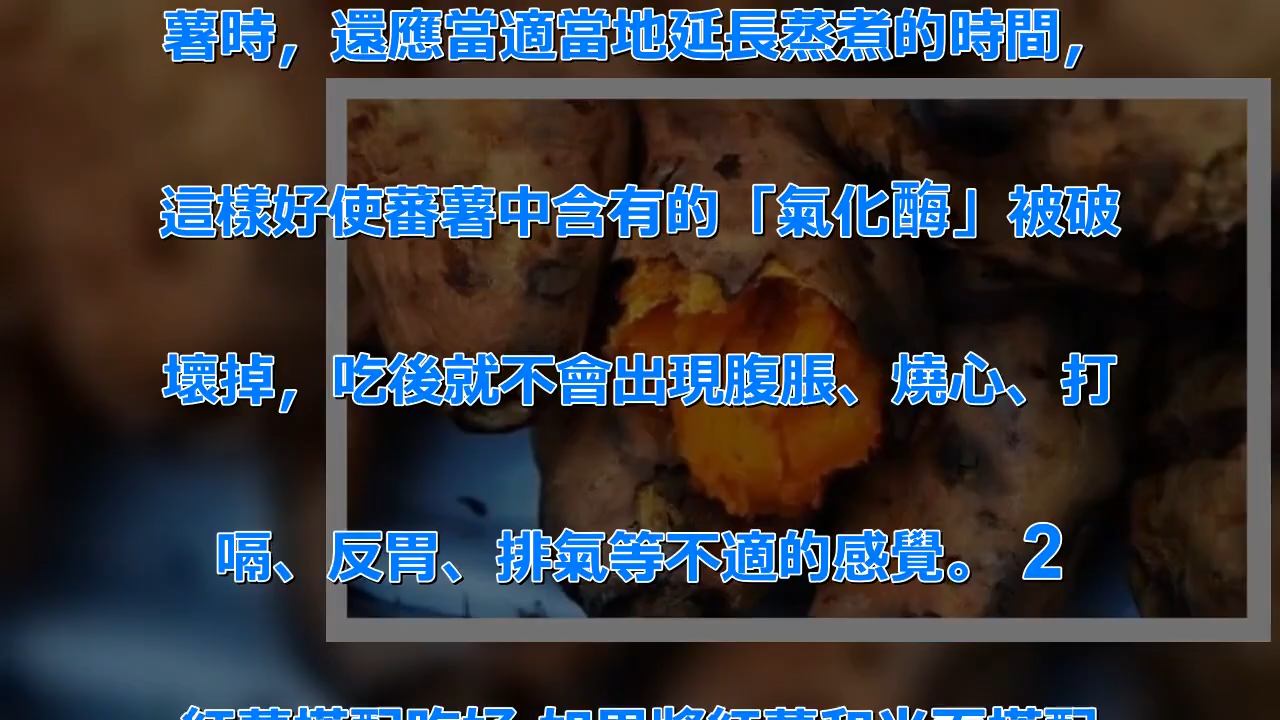 薯時，還應當適當地延長蒸煮的時間，
這樣好使蕃薯中含有的「氣化酶」被破
壞掉，吃後就不會出現腹脹、燒心、打
嗝、反胃、排氣等不適的感覺。 2